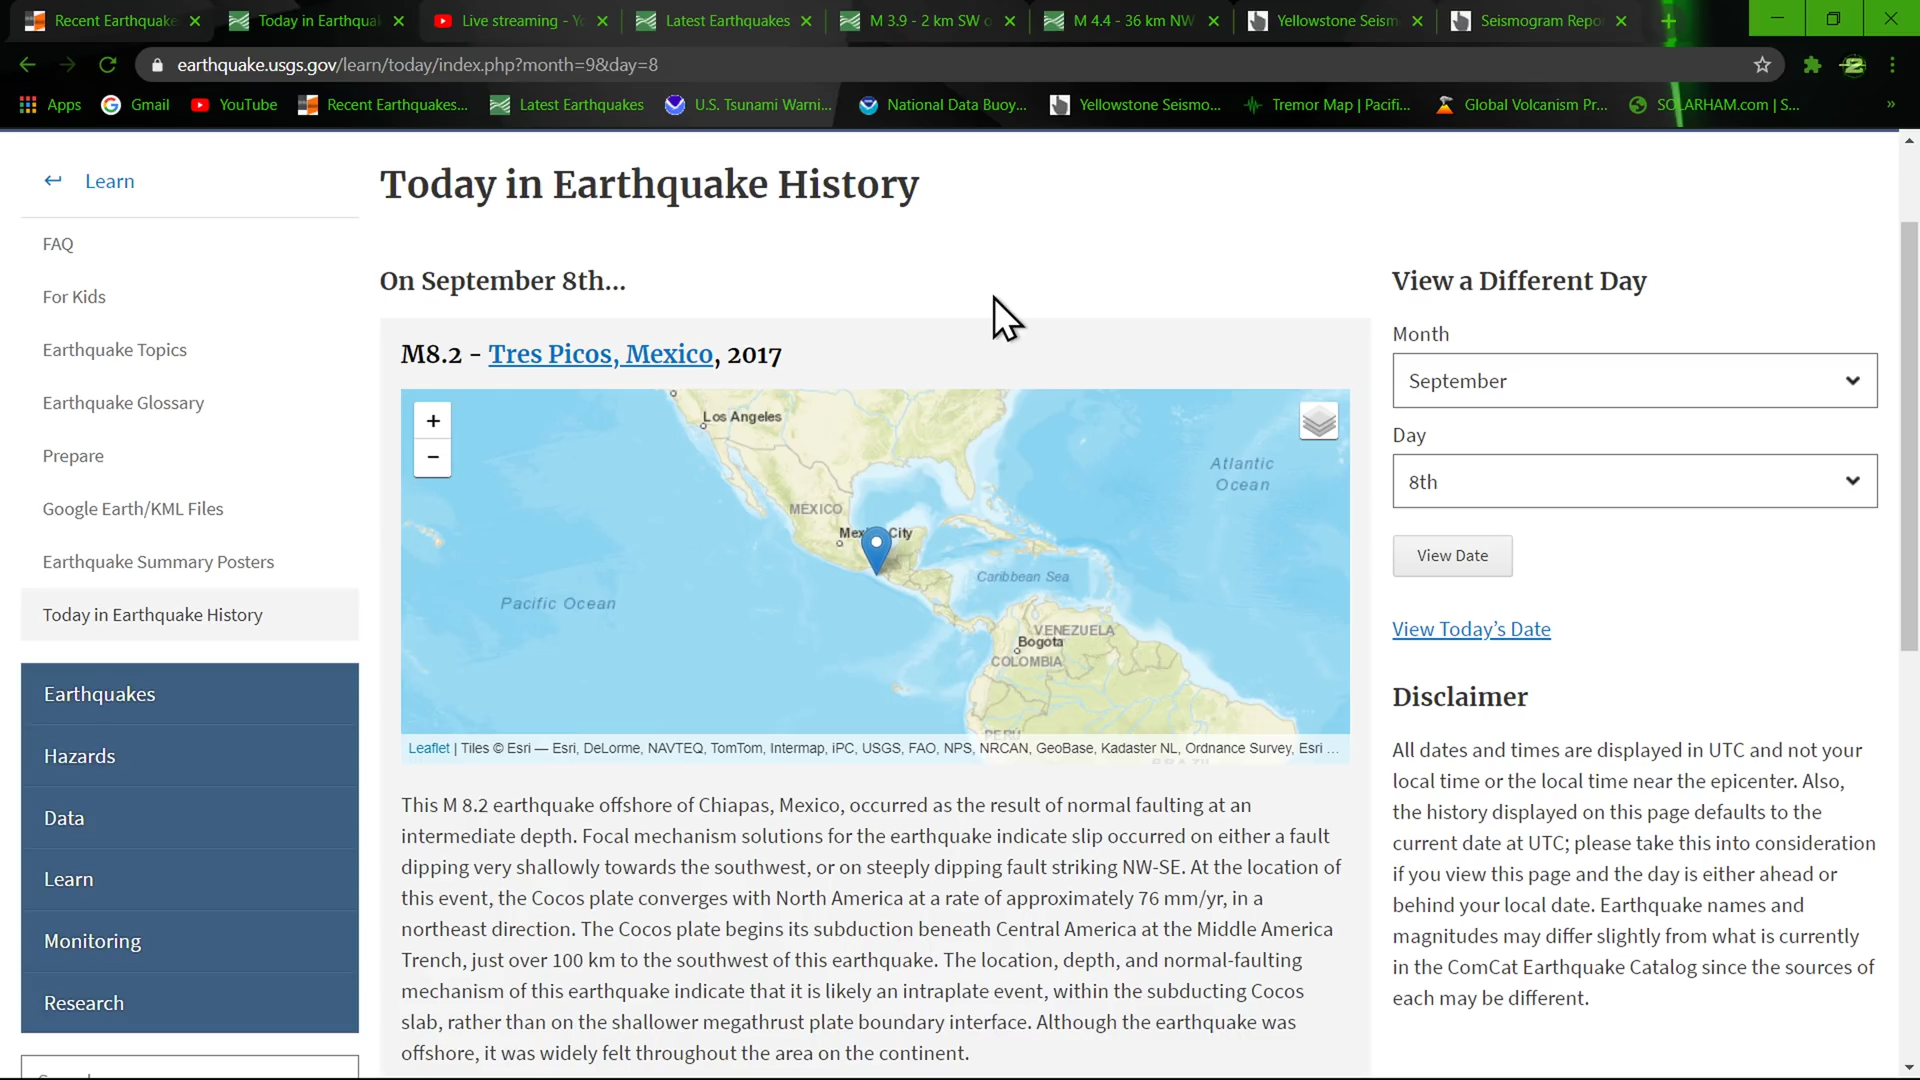 Recent Earthquake
Today in Earthquak
Live streaming - Yo
Latest Earthquakes
M 3.9 - 2 km SW o
M 4.4 - 36 km NW
Yellowstone Seism
Seismogram Repo
earthquake.usgs.gov/learn/today/index.php?month=9&day=8
Apps
Gmail
YouTube
Recent Earthquakes...
Latest Earthquakes
U.S. Tsunami Warni...
National Data Buoy...
Yellowstone Seismo...
Tremor Map | Pacifi...
Global Volcanism Pr...
SOLARHAM.com | S...
Learn
FAQ
For Kids
Earthquake Topics
Earthquake Glossary
Prepare
Google Earth/KML Files
Earthquake Summary Posters
Today in Earthquake History
Earthquakes
Hazards
Data
Learn
Monitoring
Research
Today in Earthquake History
On September 8th...
M8.2 - Tres Picos, Mexico, 2017
+
−
Los Angeles
Atlantic
Ocean
MÉXICO
Mexico City
Caribbean Sea
Pacific Ocean
VENEZUELA
Bogota
COLOMBIA
PERU
BRAZIL
Leaflet | Tiles © Esri — Esri, DeLorme, NAVTEQ, TomTom, Intermap, iPC, USGS, FAO, NPS, NRCAN, GeoBase, Kadaster NL, Ordnance Survey, Esri ...
This M 8.2 earthquake offshore of Chiapas, Mexico, occurred as the result of normal faulting at an
intermediate depth. Focal mechanism solutions for the earthquake indicate slip occurred on either a fault
dipping very shallowly towards the southwest, or on steeply dipping fault striking NW-SE. At the location of
this event, the Cocos plate converges with North America at a rate of approximately 76 mm/yr, in a
northeast direction. The Cocos plate begins its subduction beneath Central America at the Middle America
Trench, just over 100 km to the southwest of this earthquake. The location, depth, and normal-faulting
mechanism of this earthquake indicate that it is likely an intraplate event, within the subducting Cocos
slab, rather than on the shallower megathrust plate boundary interface. Although the earthquake was
offshore, it was widely felt throughout the area on the continent.
View a Different Day
Month
September
Day
8th
View Date
View Today's Date
Disclaimer
All dates and times are displayed in UTC and not your
local time or the local time near the epicenter. Also,
the history displayed on this page defaults to the
current date at UTC; please take this into consideration
if you view this page and the day is either ahead or
behind your local date. Earthquake names and
magnitudes may differ slightly from what is currently
in the ComCat Earthquake Catalog since the sources of
each may be different.